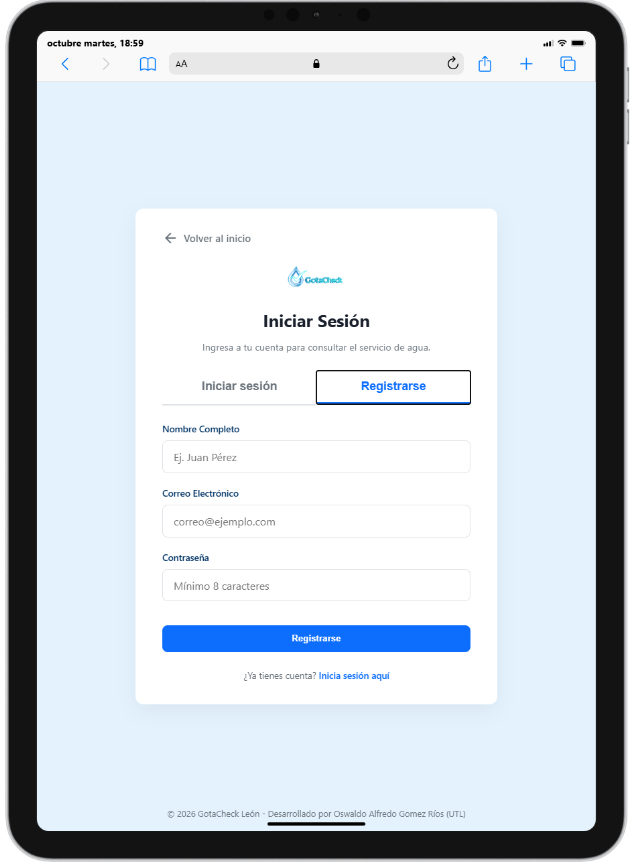 octubre martes, 18:59
AA
Volver al inicio
GotaCheck
Iniciar Sesión
Ingresa a tu cuenta para consultar el servicio de agua.
Iniciar sesión
Registrarse
Nombre Completo
Ej. Juan Pérez
Correo Electrónico
correo@ejemplo.com
Contraseña
Mínimo 8 caracteres
Registrarse
¿Ya tienes cuenta? Inicia sesión aquí
© 2026 GotaCheck León - Desarrollado por Oswaldo Alfredo Gomez Ríos (UTL)